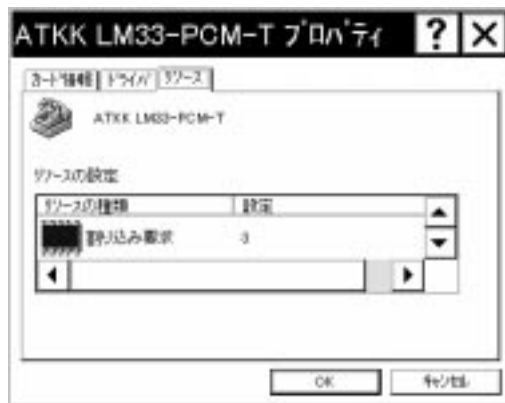 ATKK LM33-PCM-T ﾌﾟﾛﾊﾟﾃｨ ? ×
ｶｰﾄﾞ情報 ﾄﾞﾗｲﾊﾞ ﾘｿｰｽ
ATKK LM33-PCM-T
ﾘｿｰｽの設定
ﾘｿｰｽの種類 設定
割り込み要求 3
OK ｷｬﾝｾﾙ